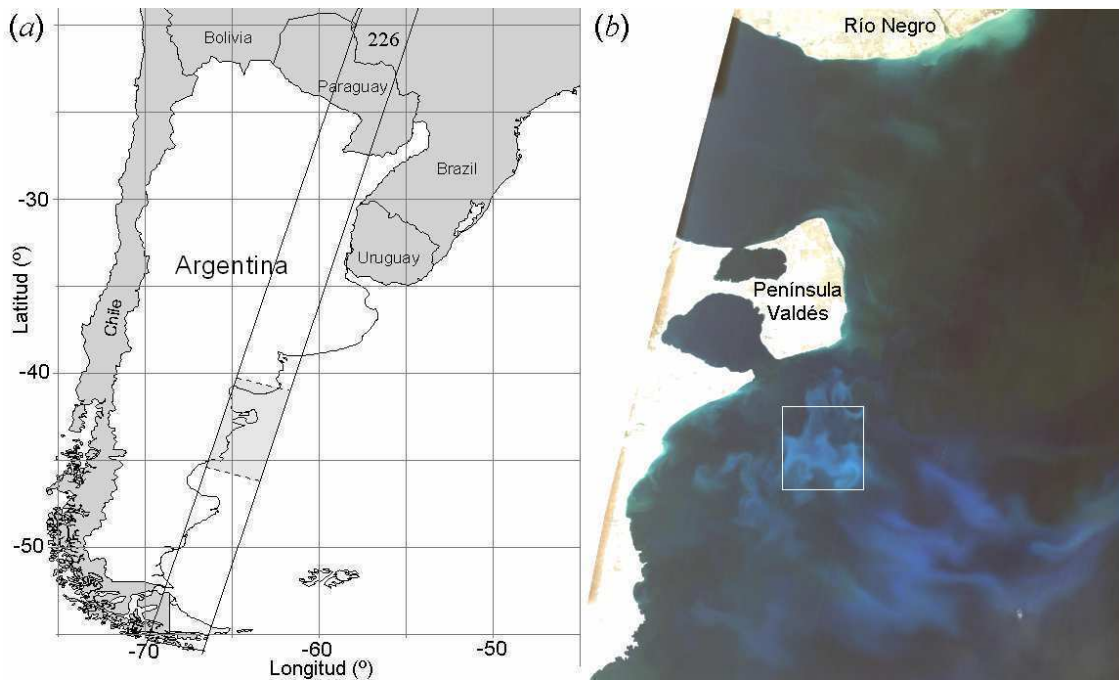 (a)
Bolivia
226
Paraguay
Brazil
-30
Uruguay
Argentina
Chile
Latitud (º)
-40
-50
-70
-60
-50
Longitud (º)
(b)
Río Negro
Península
Valdés